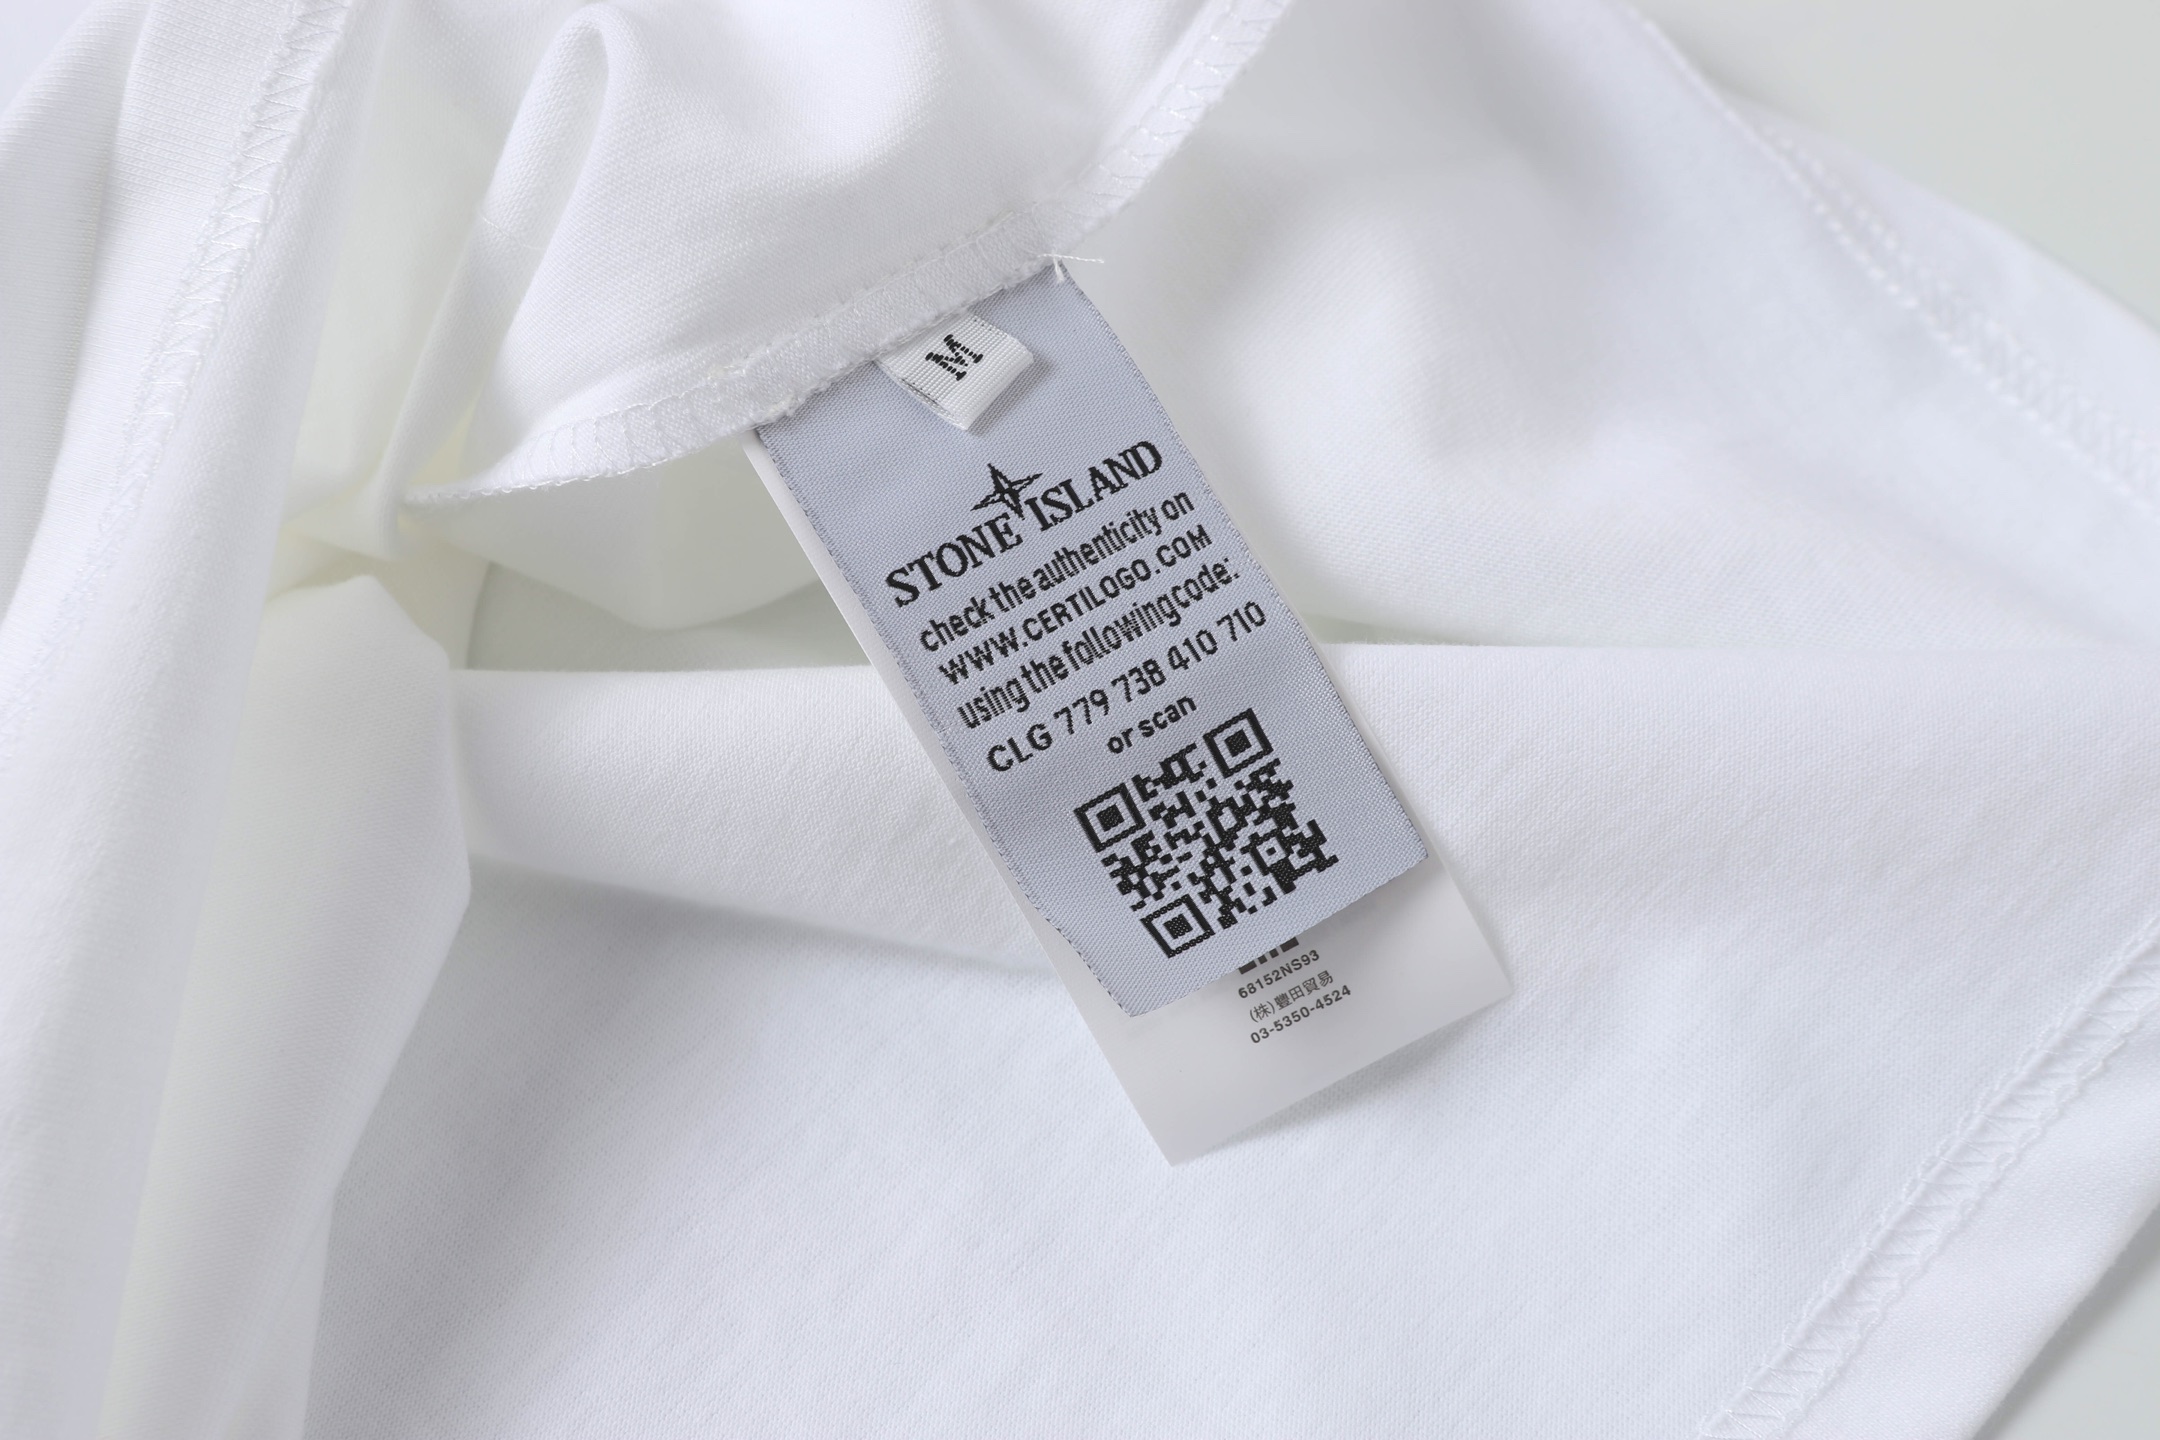 M
STONE ISLAND
check the authenticity on
WWW.CERTILOGO.COM
using the following code:
CLG 779 738 410 710
or scan
68152NS93
(株)豊田貿易
03-5350-4524